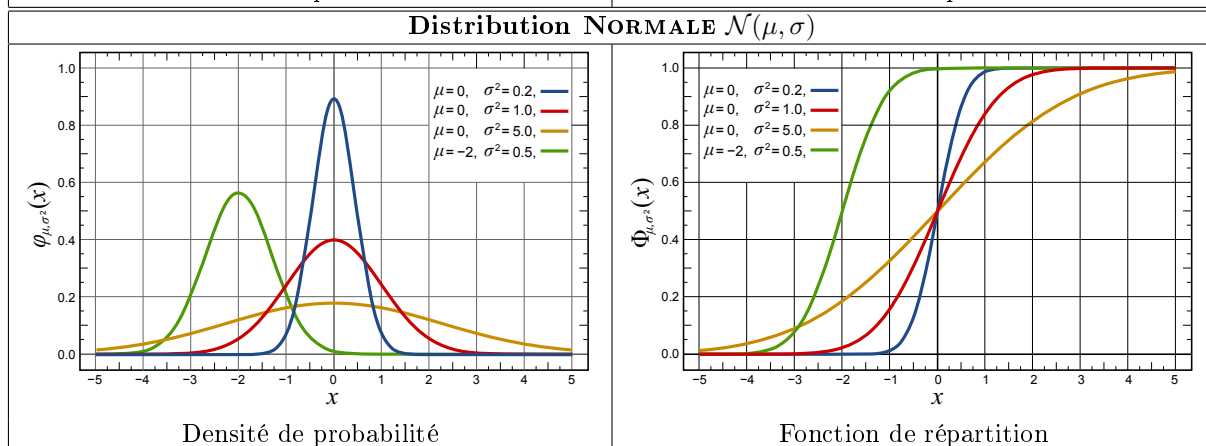 Distribution NORMALE 𝒩(μ, σ)
1.0
0.8
0.6
0.4
0.2
0.0
φμ,σ²(x)
μ=0, σ²=0.2,
μ=0, σ²=1.0,
μ=0, σ²=5.0,
μ=−2, σ²=0.5,
−5 −4 −3 −2 −1 0 1 2 3 4 5
x
Densité de probabilité
1.0
0.8
0.6
0.4
0.2
0.0
Φμ,σ²(x)
μ=0, σ²=0.2,
μ=0, σ²=1.0,
μ=0, σ²=5.0,
μ=−2, σ²=0.5,
−5 −4 −3 −2 −1 0 1 2 3 4 5
x
Fonction de répartition